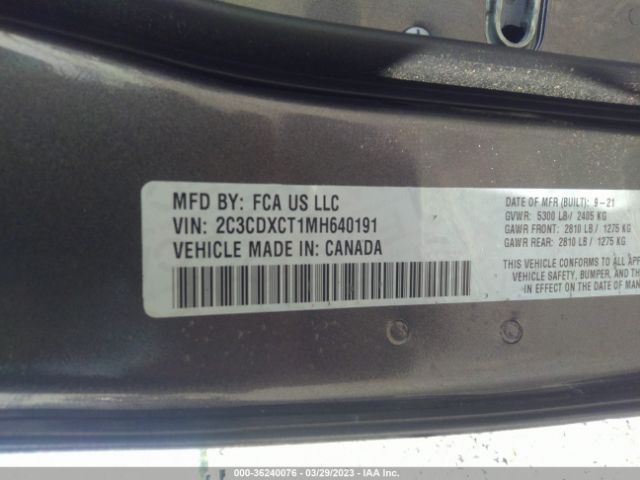 MFD BY: FCA US LLC
VIN: 2C3CDXCT1MH640191
VEHICLE MADE IN: CANADA
DATE OF MFR (BUILT): 9-21
GVWR: 5300 LB / 2405 KG
GAWR FRONT: 2810 LB / 1275 KG
GAWR REAR: 2810 LB / 1275 KG
THIS VEHICLE CONFORMS TO ALL APP
VEHICLE SAFETY, BUMPER, AND TH
IN EFFECT ON THE DATE OF MAN
000-36240076 - 03/29/2023 - IAA Inc.